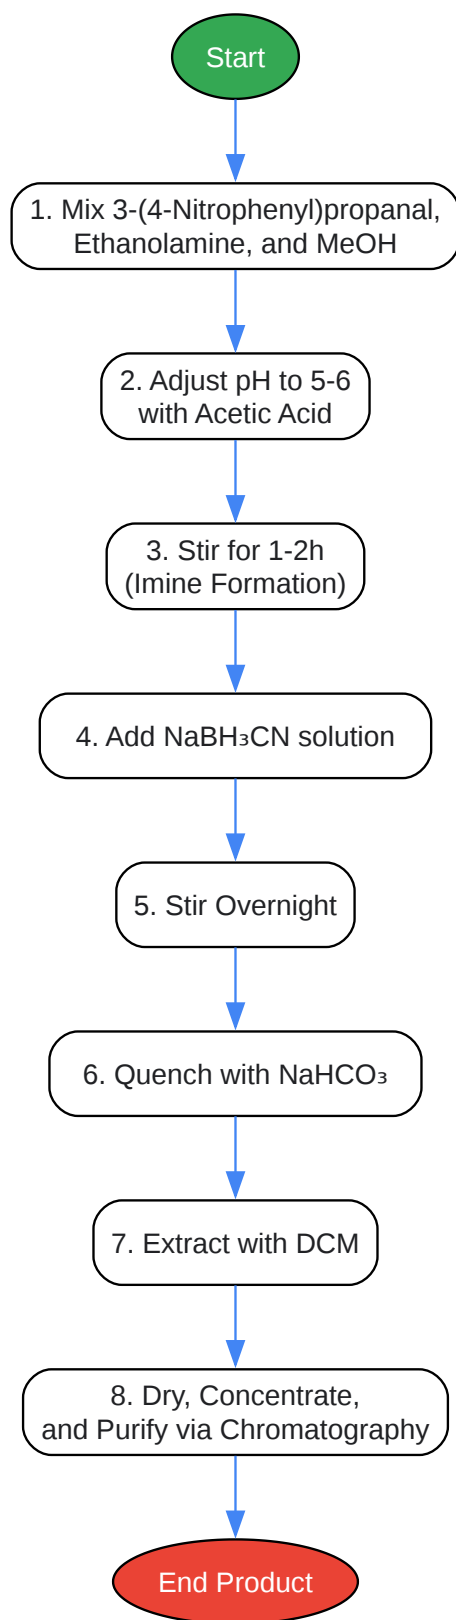 Start
1. Mix 3-(4-Nitrophenyl)propanal,
Ethanolamine, and MeOH
2. Adjust pH to 5-6
with Acetic Acid
3. Stir for 1-2h
(Imine Formation)
4. Add NaBH₃CN solution
5. Stir Overnight
6. Quench with NaHCO₃
7. Extract with DCM
8. Dry, Concentrate,
and Purify via Chromatography
End Product